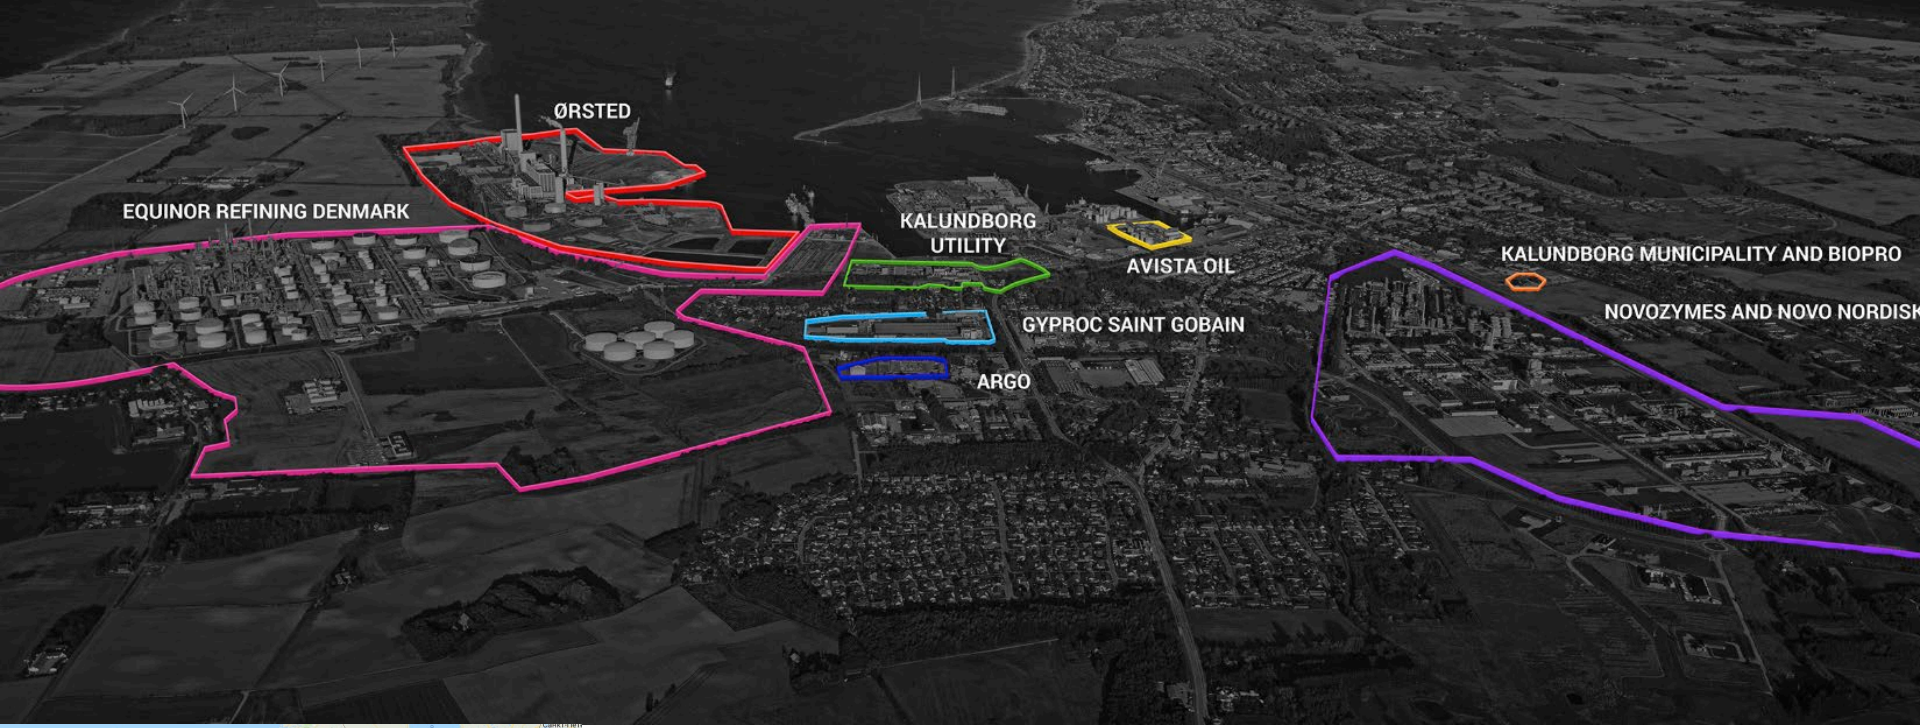 ØRSTED
EQUINOR REFINING DENMARK
KALUNDBORG
UTILITY
AVISTA OIL
KALUNDBORG MUNICIPALITY AND BIOPRO
NOVOZYMES AND NOVO NORDISK
GYPROC SAINT GOBAIN
ARGO